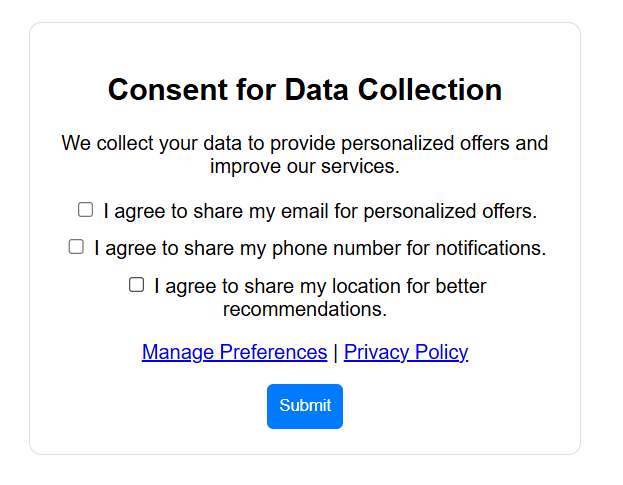 Consent for Data Collection
We collect your data to provide personalized offers and
improve our services.
I agree to share my email for personalized offers.
I agree to share my phone number for notifications.
I agree to share my location for better
recommendations.
Manage Preferences | Privacy Policy
Submit